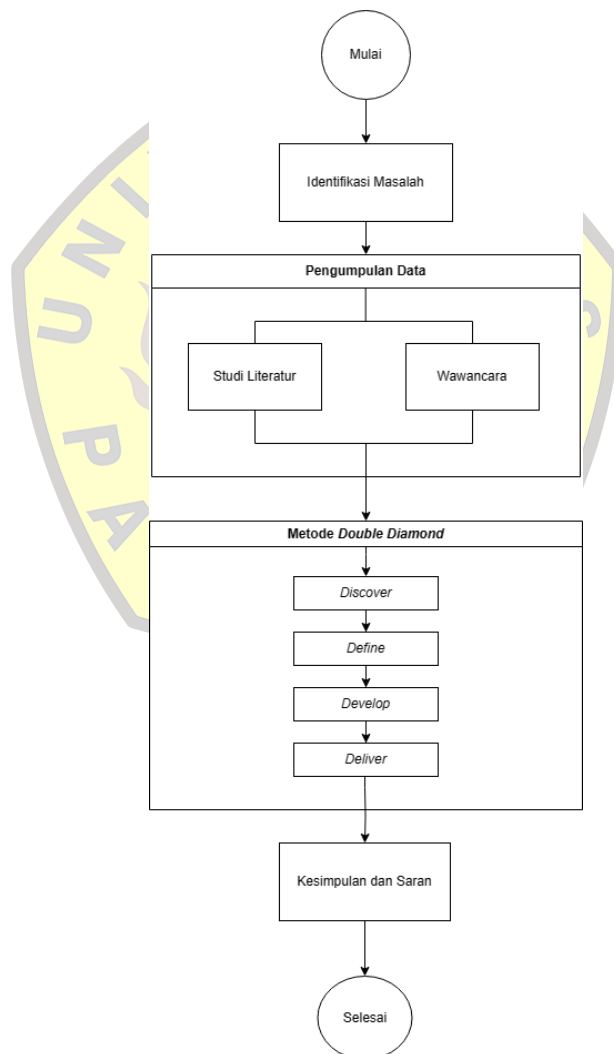 Mulai
Identifikasi Masalah
Pengumpulan Data
Studi Literatur
Wawancara
Metode Double Diamond
Discover
Define
Develop
Deliver
Kesimpulan dan Saran
Selesai
U N I
P A
S